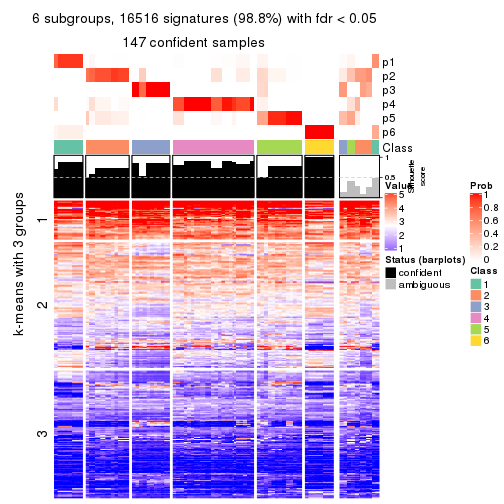 6 subgroups, 16516 signatures (98.8%) with fdr < 0.05
147 confident samples
p1
p2
p3
p4
p5
p6
Class
1
0.5
0
Silhouette
score
k-means with 3 groups
1
2
3
Value
5
4
3
2
1
Status (barplots)
confident
ambiguous
Prob
1
0.8
0.6
0.4
0.2
0
Class
1
2
3
4
5
6